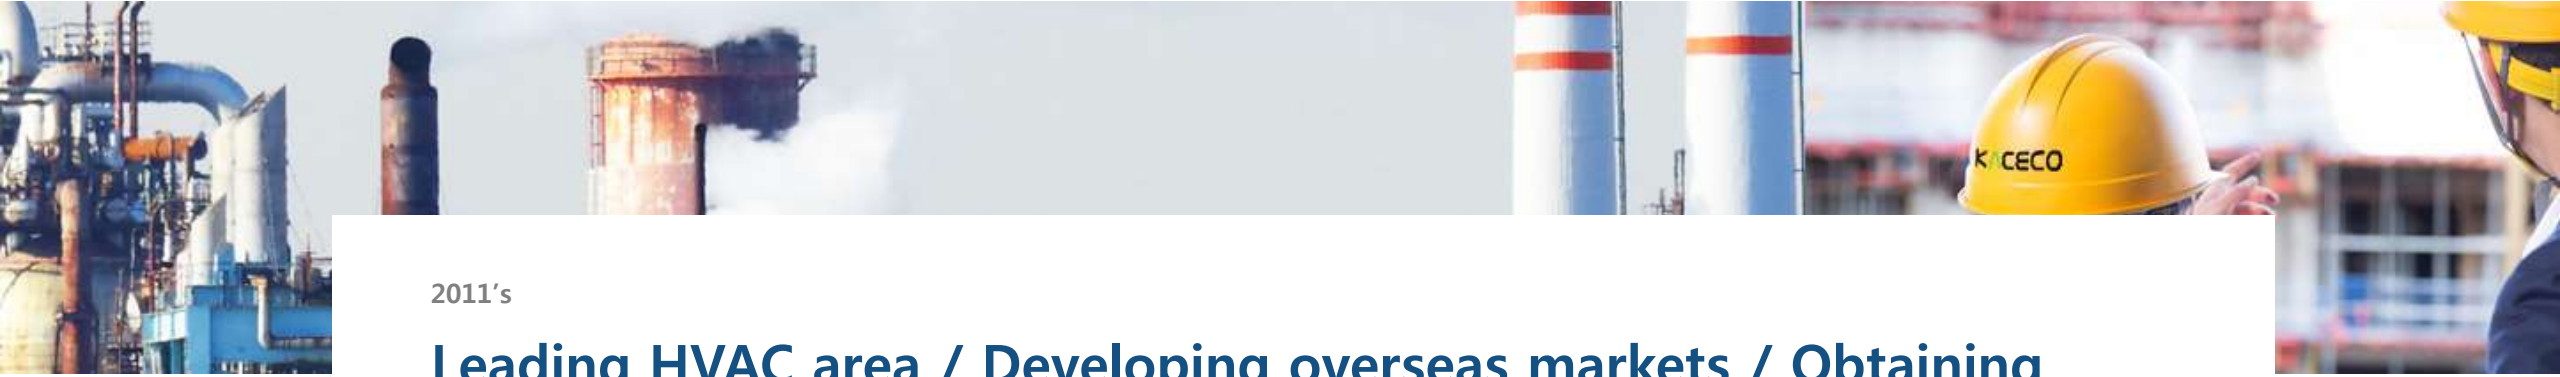 KACECO
2011’s
Leading HVAC area / Developing overseas markets / Obtaining